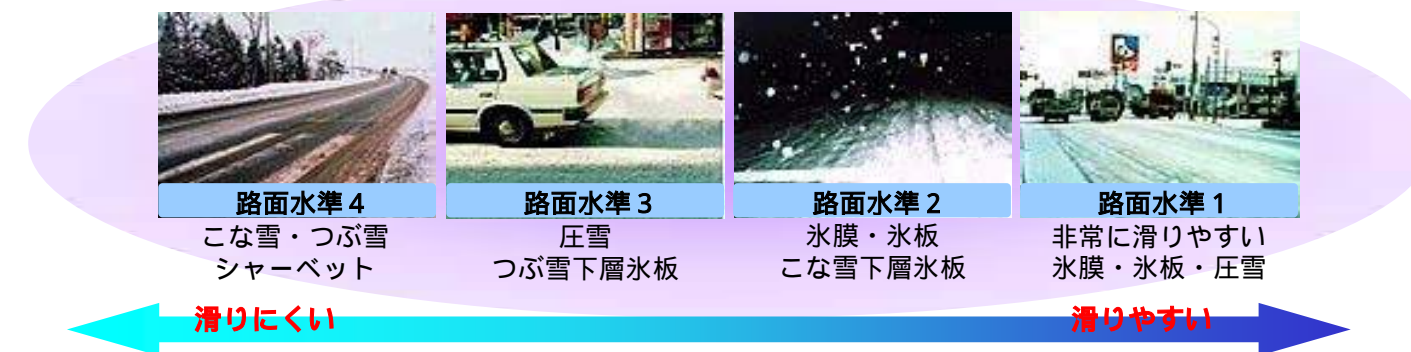 路面水準4
こな雪・つぶ雪
シャーベット
路面水準3
圧雪
つぶ雪下層氷板
路面水準2
氷膜・氷板
こな雪下層氷板
路面水準1
非常に滑りやすい
氷膜・氷板・圧雪
滑りにくい
滑りやすい